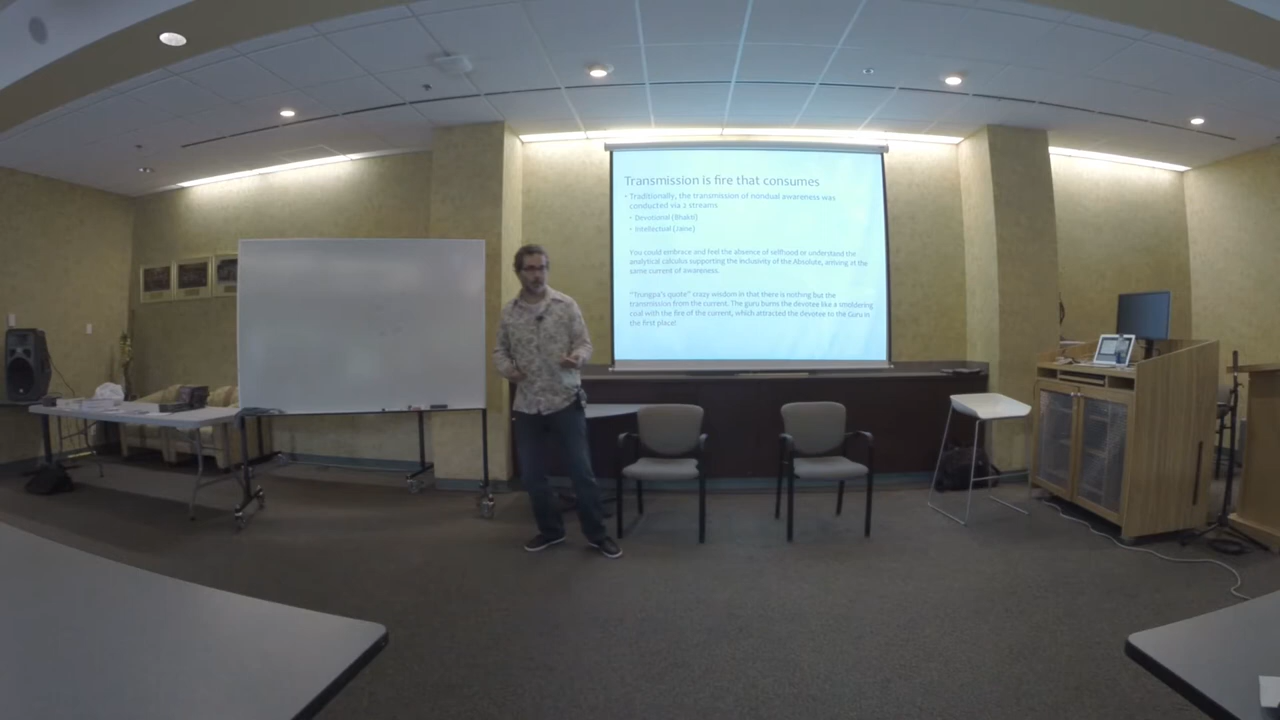 Transmission is fire that consumes
• Traditionally, the transmission of nondual awareness was
conducted via 2 streams
• Devotional (Bhakti)
• Intellectual (Jnane)
You could embrace and feel the absence of selfhood or understand the
analytical calculus supporting the inclusivity of the Absolute, arriving at the
same current of awareness.
"Trungpa's quote" crazy wisdom in that there is nothing but the
transmission from the current. The guru burns the devotee like a smoldering
coal with the fire of the current, which attracted the devotee to the Guru in
the first place!